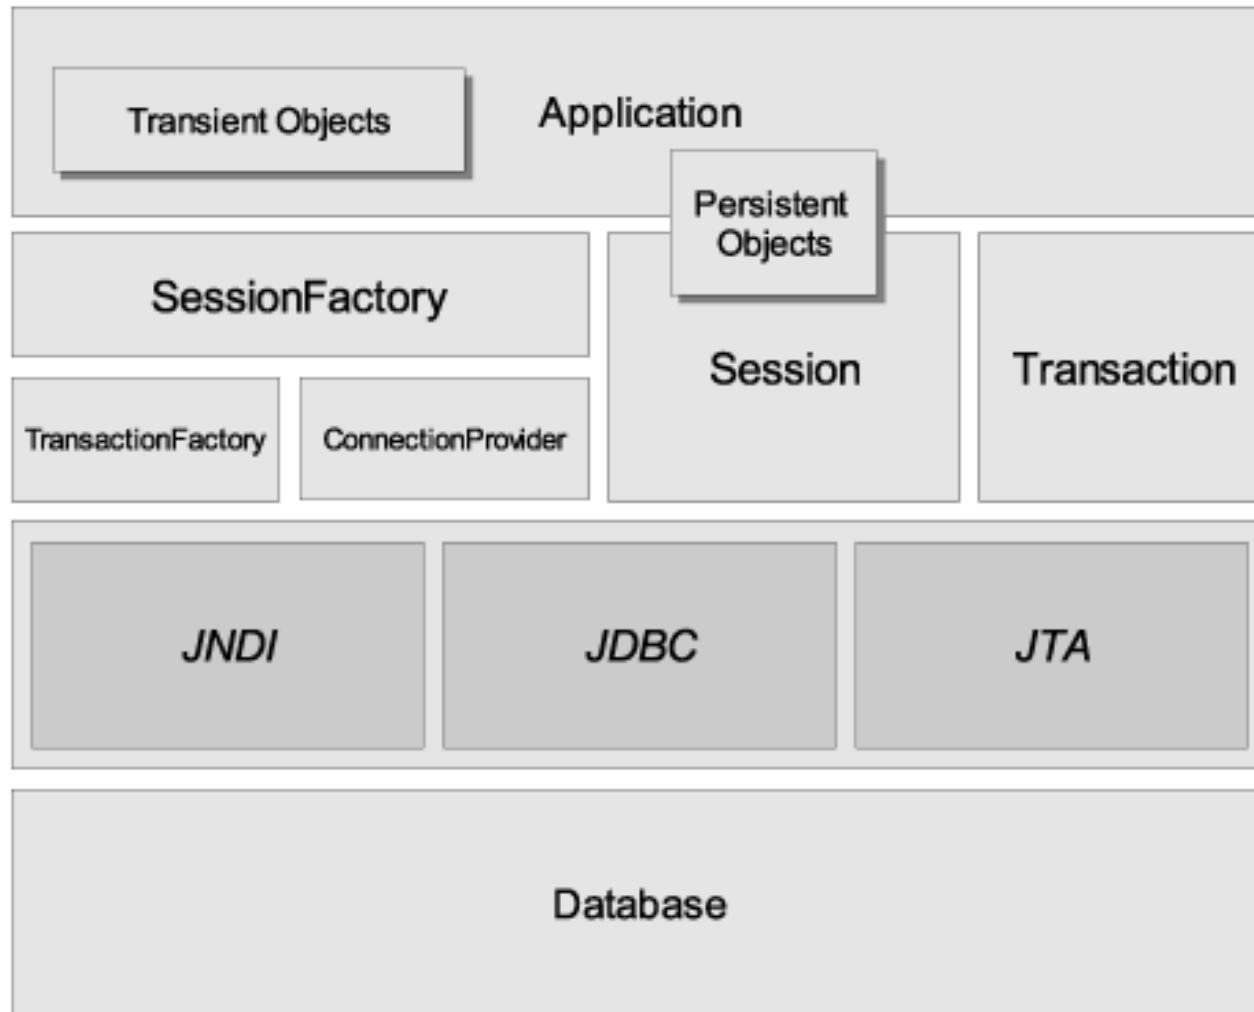 Transient Objects
Application
Persistent
Objects
SessionFactory
Session
Transaction
TransactionFactory
ConnectionProvider
JNDI
JDBC
JTA
Database